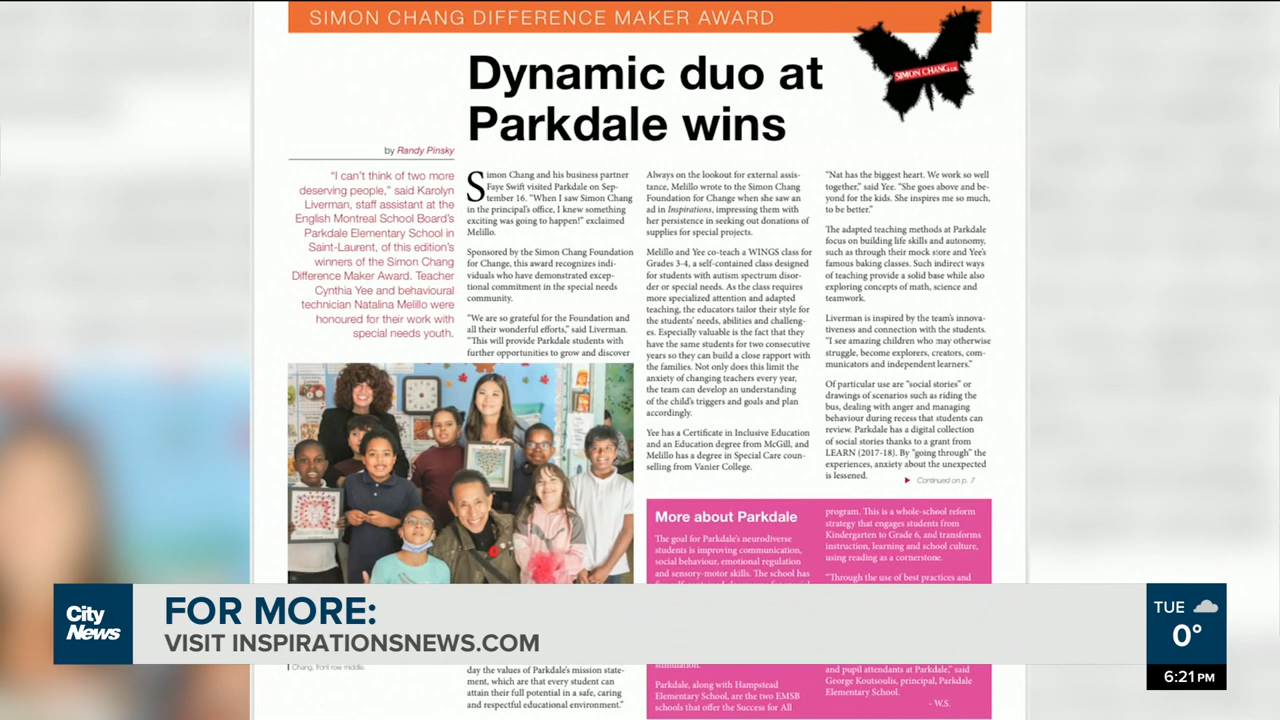 SIMON CHANG DIFFERENCE MAKER AWARD
SIMON CHANG
Dynamic duo at
Parkdale wins
by Randy Pinsky
"I can't think of two more
deserving people," said Karolyn
Liverman, staff assistant at the
English Montreal School Board's
Parkdale Elementary School in
Saint-Laurent, of this edition's
winners of the Simon Chang
Difference Maker Award. Teacher
Cynthia Yee and behavioural
technician Natalina Melillo were
honoured for their work with
special needs youth.
Simon Chang and his business partner
Faye Swift visited Parkdale on Sep-
tember 16. "When I saw Simon Chang
in the principal's office, I knew something
exciting was going to happen!" exclaimed
Melillo.
Sponsored by the Simon Chang Foundation
for Change, this award recognizes indi-
viduals who have demonstrated excep-
tional commitment in the special needs
community.
"We are so grateful for the Foundation and
all their wonderful efforts," said Liverman.
"This will provide Parkdale students with
further opportunities to grow and discover
Chang, front row middle.
day the values of Parkdale's mission state-
ment, which are that every student can
attain their full potential in a safe, caring
and respectful educational environment."
Always on the lookout for external assis-
tance, Melillo wrote to the Simon Chang
Foundation for Change when she saw an
ad in Inspirations, impressing them with
her persistence in seeking out donations of
supplies for special projects.
Melillo and Yee co-teach a WINGS class for
Grades 3-4, a self-contained class designed
for students with autism spectrum disor-
der or special needs. As the class requires
more specialized attention and adapted
teaching, the educators tailor their style for
the students' needs, abilities and challeng-
es. Especially valuable is the fact that they
have the same students for two consecutive
years so they can build a close rapport with
the families. Not only does this limit the
anxiety of changing teachers every year,
the team can develop an understanding
of the child's triggers and goals and plan
accordingly.
Yee has a Certificate in Inclusive Education
and an Education degree from McGill, and
Melillo has a degree in Special Care coun-
selling from Vanier College.
"Nat has the biggest heart. We work so well
together," said Yee. "She goes above and be-
yond for the kids. She inspires me so much,
to be better."
The adapted teaching methods at Parkdale
focus on building life skills and autonomy,
such as through their mock store and Yee's
famous baking classes. Such indirect ways
of teaching provide a solid base while also
exploring concepts of math, science and
teamwork.
Liverman is inspired by the team's innova-
tiveness and connection with the students.
"I see amazing children who may otherwise
struggle, become explorers, creators, com-
municators and independent learners."
Of particular use are "social stories" or
drawings of scenarios such as riding the
bus, dealing with anger and managing
behaviour during recess that students can
review. Parkdale has a digital collection
of social stories thanks to a grant from
LEARN (2017-18). By "going through" the
experiences, anxiety about the unexpected
is lessened.
Continued on p. 7
More about Parkdale
The goal for Parkdale's neurodiverse
students is improving communication,
social behaviour, emotional regulation
and sensory-motor skills. The school has
stimulation.
Parkdale, along with Hampstead
Elementary School, are the two EMSB
schools that offer the Success for All
program. This is a whole-school reform
strategy that engages students from
Kindergarten to Grade 6, and transforms
instruction, learning and school culture,
using reading as a cornerstone.
"Through the use of best practices and
and pupil attendants at Parkdale," said
George Koutsoulis, principal, Parkdale
Elementary School.
- W.S.
City
News
FOR MORE:
VISIT INSPIRATIONSNEWS.COM
TUE
0°
6:21 PM